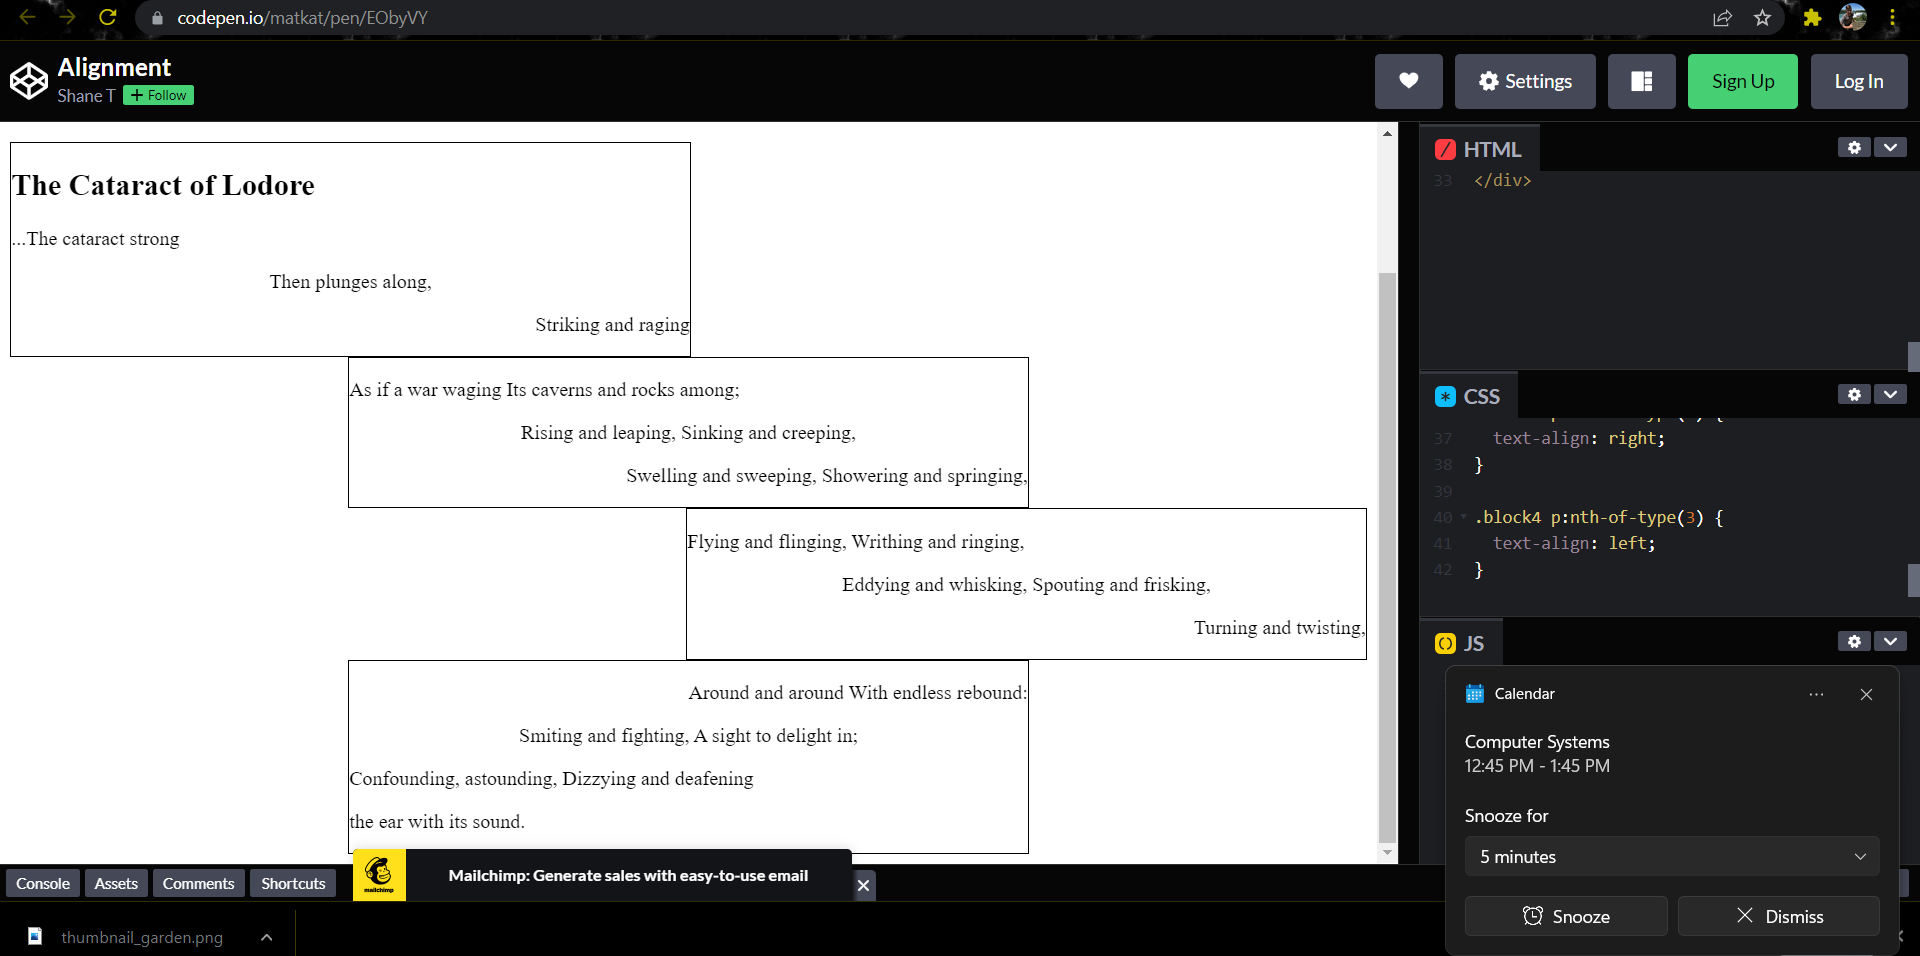 codepen.io/matkat/pen/EObyVY
Alignment
Shane T + Follow
Settings
Sign Up
Log In
The Cataract of Lodore
...The cataract strong
Then plunges along,
Striking and raging
As if a war waging Its caverns and rocks among;
Rising and leaping, Sinking and creeping,
Swelling and sweeping, Showering and springing,
Flying and flinging, Writhing and ringing,
Eddying and whisking, Spouting and frisking,
Turning and twisting,
Around and around With endless rebound:
Smiting and fighting, A sight to delight in;
Confounding, astounding, Dizzying and deafening
the ear with its sound.
HTML
33 </div>
CSS
37 text-align: right;
38 }
39
40 .block4 p:nth-of-type(3) {
41 text-align: left;
42 }
JS
Calendar
Computer Systems
12:45 PM - 1:45 PM
Snooze for
5 minutes
Snooze
Dismiss
Console Assets Comments Shortcuts
mailchimp
Mailchimp: Generate sales with easy-to-use email
thumbnail_garden.png